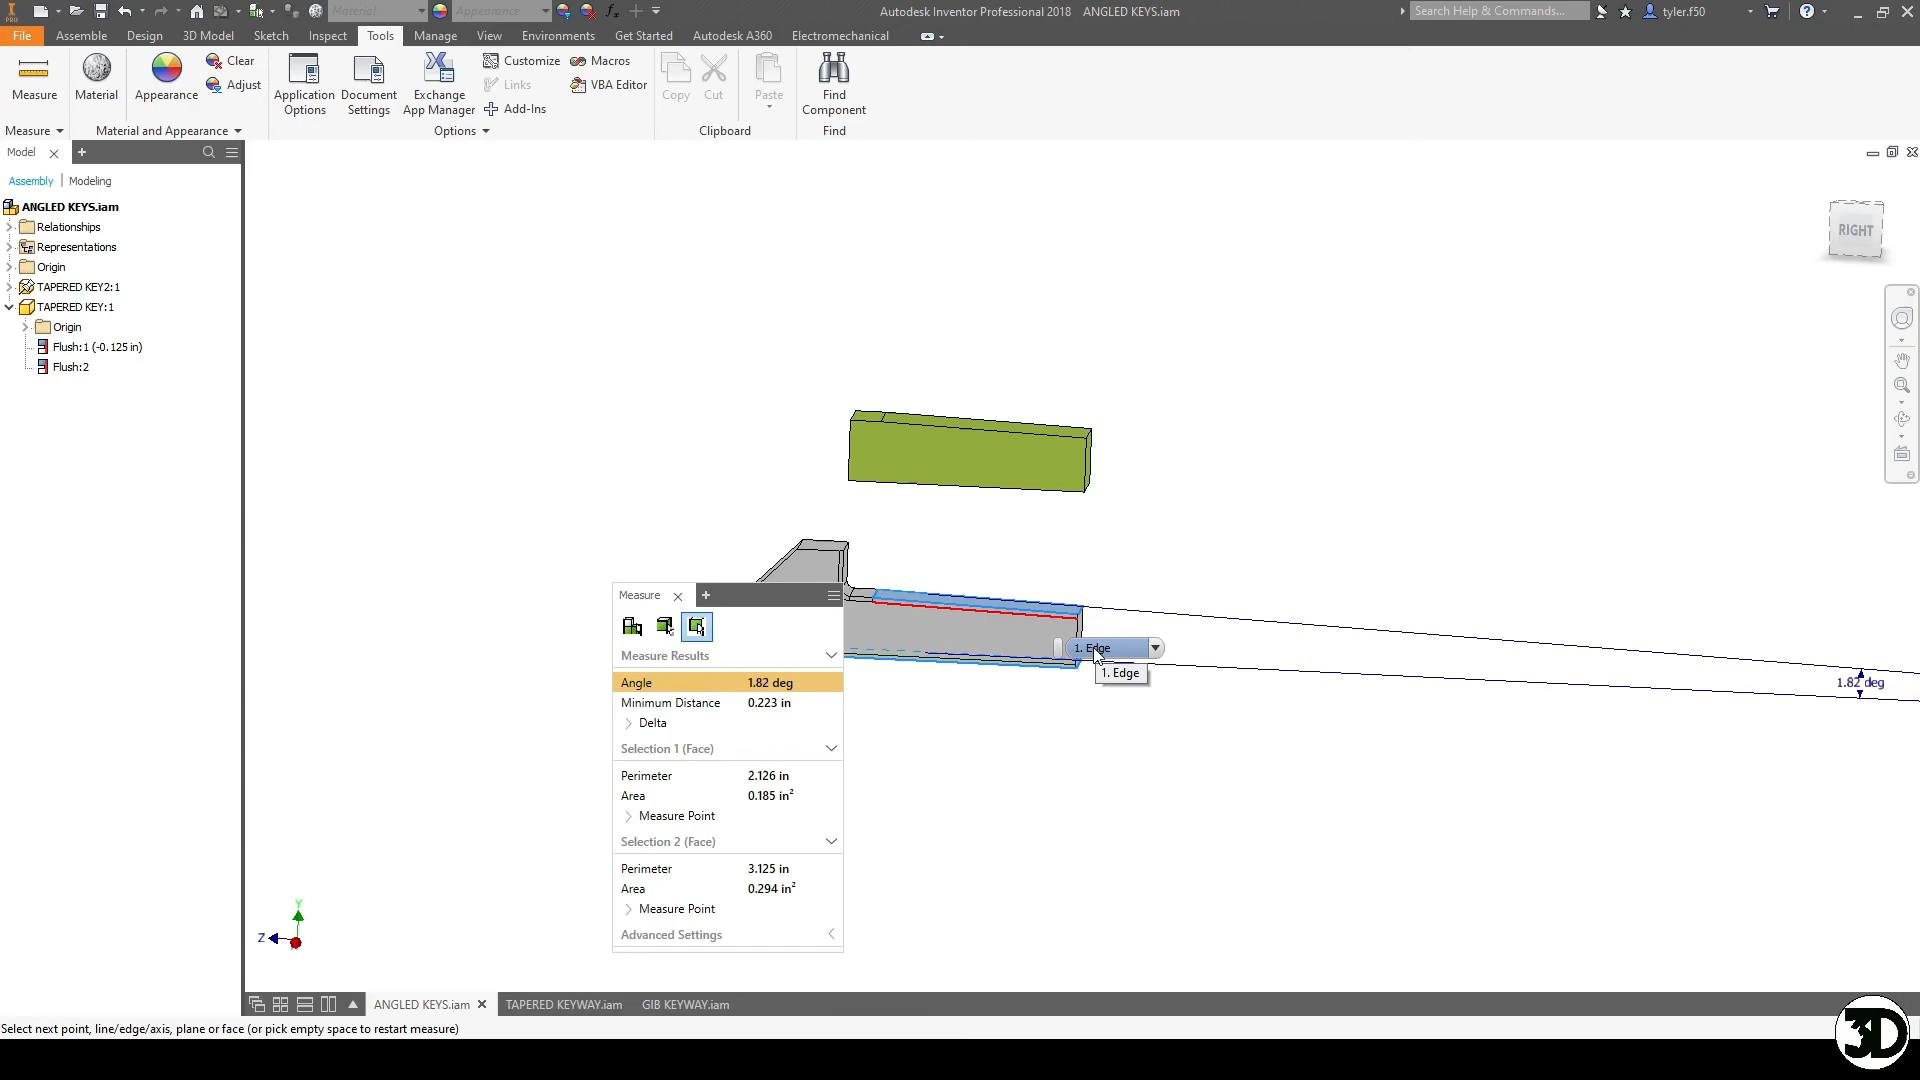 PRO
Material
Appearance
Autodesk Inventor Professional 2018 ANGLED KEYS.iam
Search Help & Commands...
tyler.f50
File Assemble Design 3D Model Sketch Inspect Tools Manage View Environments Get Started Autodesk A360 Electromechanical
Measure
Material
Appearance
Clear
Adjust
Application Options
Document Settings
Exchange App Manager
Customize
Links
Add-Ins
Macros
VBA Editor
Copy
Cut
Paste
Find Component
Measure
Material and Appearance
Options
Clipboard
Find
Model
Assembly | Modeling
ANGLED KEYS.iam
Relationships
Representations
Origin
TAPERED KEY2:1
TAPERED KEY:1
Origin
Flush:1 (-0.125 in)
Flush:2
RIGHT
Measure
Measure Results
Angle 1.82 deg
Minimum Distance 0.223 in
Delta
Selection 1 (Face)
Perimeter 2.126 in
Area 0.185 in²
Measure Point
Selection 2 (Face)
Perimeter 3.125 in
Area 0.294 in²
Measure Point
Advanced Settings
1. Edge
1. Edge
1.82 deg
Y
Z
ANGLED KEYS.iam TAPERED KEYWAY.iam GIB KEYWAY.iam
Select next point, line/edge/axis, plane or face (or pick empty space to restart measure)
3D